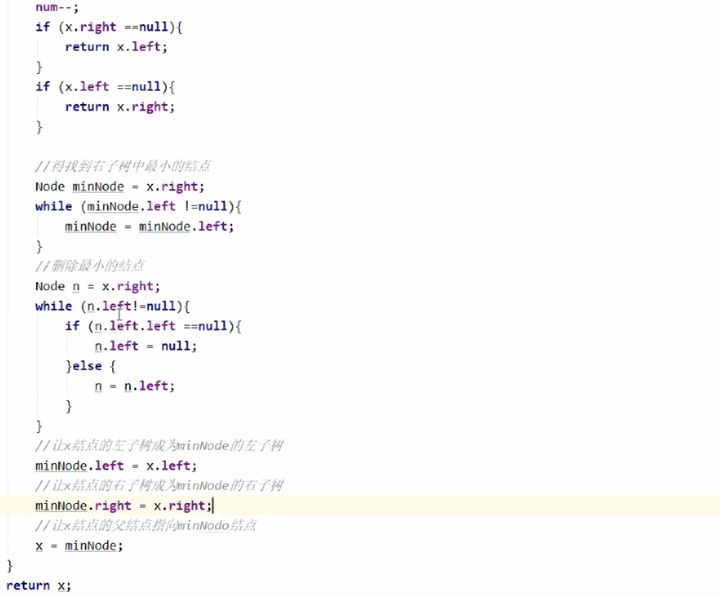 num--;
if (x.right ==null){
return x.left;
}
if (x.left ==null){
return x.right;
}
//得找到右子树中最小的结点
Node minNode = x.right;
while (minNode.left !=null){
minNode = minNode.left;
}
//删除最小的结点
Node n = x.right;
while (n.left!=null){
if (n.left.left ==null){
n.left = null;
}else {
n = n.left;
}
}
//让x结点的左子树成为minNode的左子树
minNode.left = x.left;
//让x结点的右子树成为minNode的右子树
minNode.right = x.right;
//让x结点的父结点指向minNodo结点
x = minNode;
}
return x;